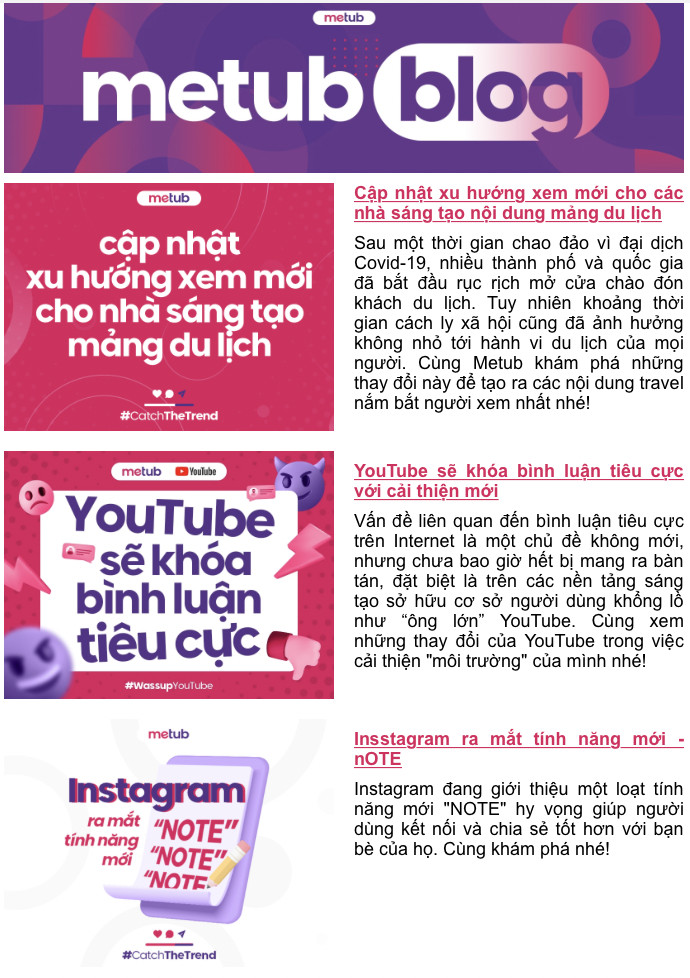 metub
metub blog
metub
cập nhật
xu hướng xem mới
cho nhà sáng tạo
mảng du lịch
#CatchTheTrend
Cập nhật xu hướng xem mới cho các
nhà sáng tạo nội dung mảng du lịch
Sau một thời gian chao đảo vì đại dịch
Covid-19, nhiều thành phố và quốc gia
đã bắt đầu rục rịch mở cửa chào đón
khách du lịch. Tuy nhiên khoảng thời
gian cách ly xã hội cũng đã ảnh hưởng
không nhỏ tới hành vi du lịch của mọi
người. Cùng Metub khám phá những
thay đổi này để tạo ra các nội dung travel
nắm bắt người xem nhất nhé!
metub YouTube
YouTube
sẽ khóa
bình luận
tiêu cực
#WassupYouTube
YouTube sẽ khóa bình luận tiêu cực
với cải thiện mới
Vấn đề liên quan đến bình luận tiêu cực
trên Internet là một chủ đề không mới,
nhưng chưa bao giờ hết bị mang ra bàn
tán, đặt biệt là trên các nền tảng sáng
tạo sở hữu cơ sở người dùng khổng lồ
như “ông lớn” YouTube. Cùng xem
những thay đổi của YouTube trong việc
cải thiện "môi trường" của mình nhé!
metub
Instagram
ra mắt
tính năng
mới
“NOTE”
“NOTE”
“NOTE
#CatchTheTrend
Insstagram ra mắt tính năng mới -
nOTE
Instagram đang giới thiệu một loạt tính
năng mới "NOTE" hy vọng giúp người
dùng kết nối và chia sẻ tốt hơn với bạn
bè của họ. Cùng khám phá nhé!